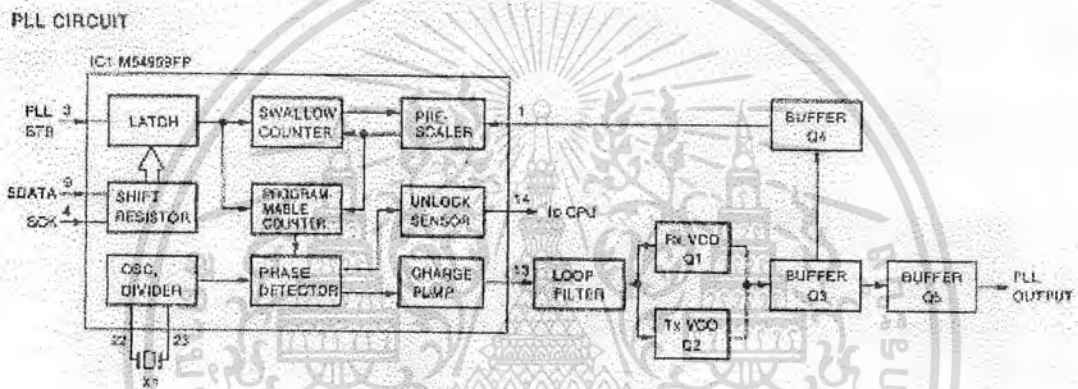 PLL CIRCUIT
IC1 M54959FP
PLL
STB
3
LATCH
SWALLOW
COUNTER
PRE-
SCALER
1
BUFFER
Q4
SDATA
9
SCK
4
SHIFT
RESISTOR
PROGRAM-
MABLE
COUNTER
UNLOCK
SENSOR
14
to CPU
OSC,
DIVIDER
PHASE
DETECTOR
CHARGE
PUMP
13
LOOP
FILTER
Rx VCO
Q1
Tx VCO
Q2
BUFFER
Q3
BUFFER
Q5
PLL
OUTPUT
22
23